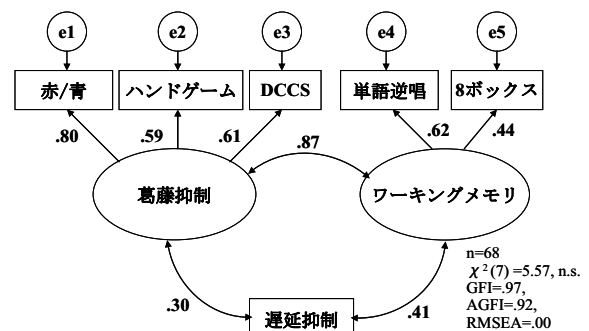 e1 e2 e3 e4 e5
赤/青 ハンドゲーム DCCS 単語逆唱 8ボックス
.80 .59 .61 .62 .44
.87
葛藤抑制 ワーキングメモリ
n=68
χ²(7)=5.57, n.s.
GFI=.97,
AGFI=.92,
RMSEA=.00
.30 .41
遅延抑制